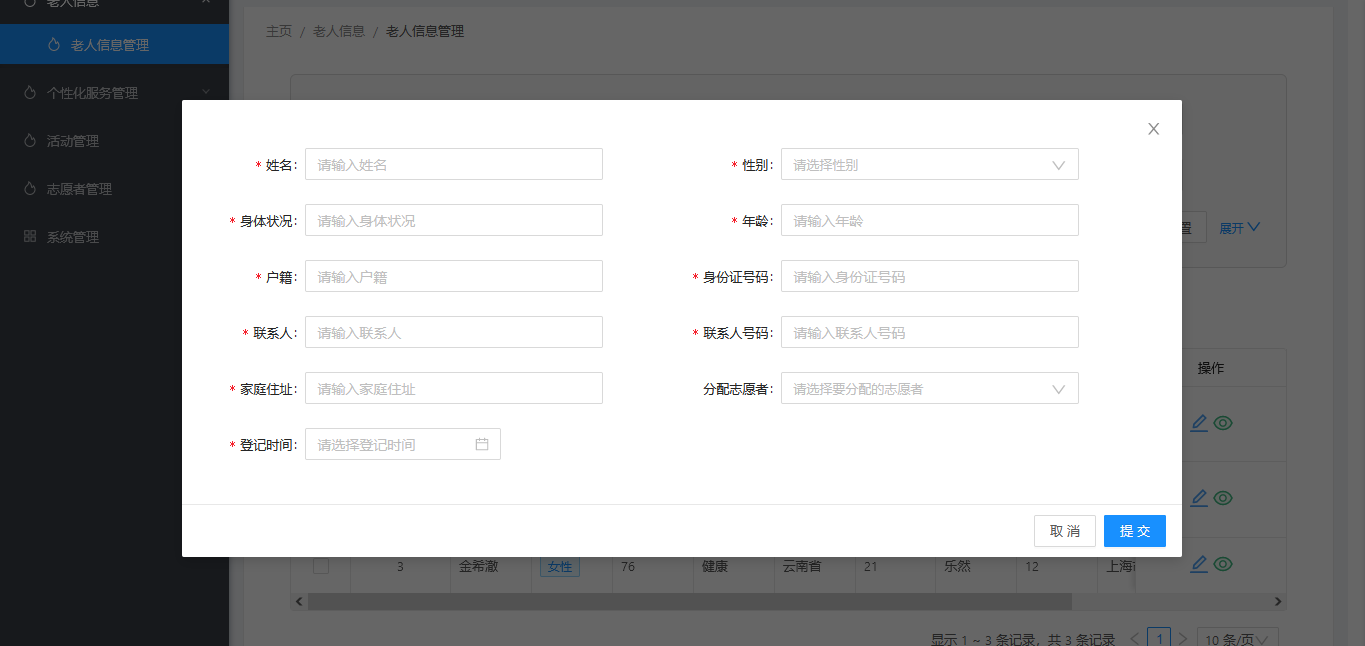 老人信息
老人信息管理
个性化服务管理
活动管理
志愿者管理
系统管理
主页 / 老人信息 / 老人信息管理
* 姓名: 请输入姓名
* 性别: 请选择性别
* 身体状况: 请输入身体状况
* 年龄: 请输入年龄
置 展开
* 户籍: 请输入户籍
* 身份证号码: 请输入身份证号码
* 联系人: 请输入联系人
* 联系人号码: 请输入联系人号码
操作
* 家庭住址: 请输入家庭住址
分配志愿者: 请选择要分配的志愿者
* 登记时间: 请选择登记时间
取 消 提 交
3 金希澈 女性 76 健康 云南省 21 乐然 12 上海
显示 1 ~ 3 条记录，共 3 条记录 < 1 > 10 条/页